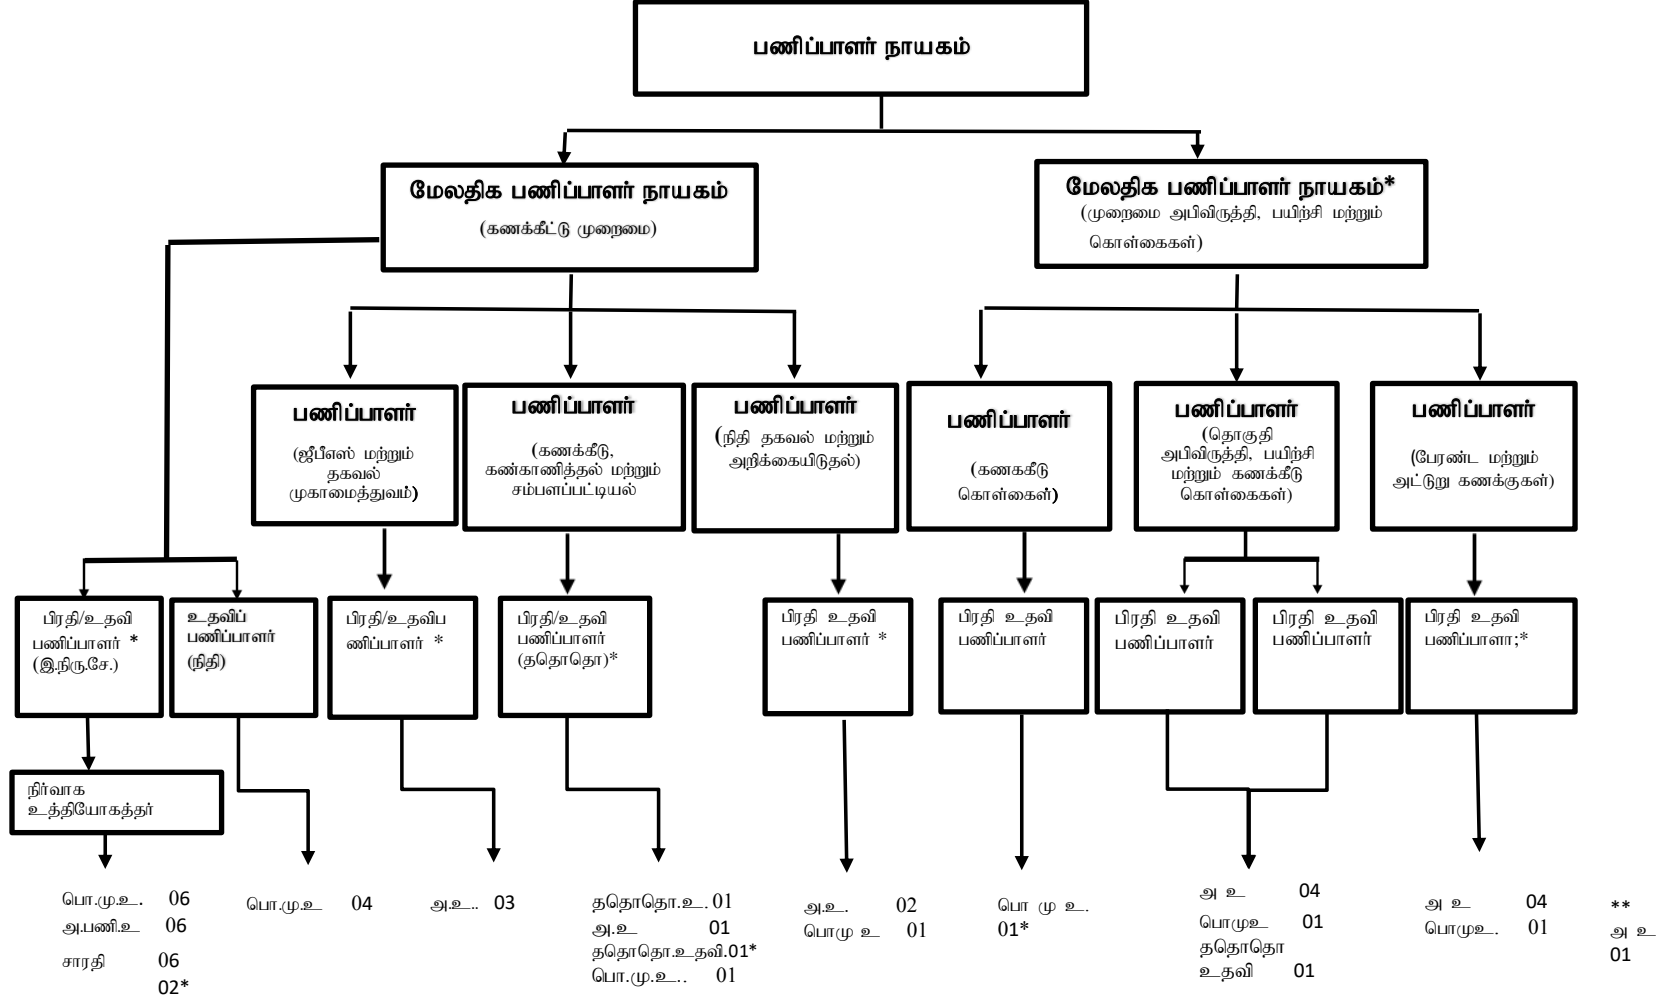 பணிப்பாளர் நாயகம்
மேலதிக பணிப்பாளர் நாயகம்
(கணக்கீட்டு முறைமை)
மேலதிக பணிப்பாளர் நாயகம்*
(முறைமை அபிவிருத்தி, பயிற்சி மற்றும்
கொள்கைகள்)
பணிப்பாளர்
(ஜீபீஎஸ் மற்றும்
தகவல்
முகாமைத்துவம்)
பணிப்பாளர்
(கணக்கீடு,
கண்காணித்தல் மற்றும்
சம்பளப்பட்டியல்
பணிப்பாளர்
(நிதி தகவல் மற்றும்
அறிக்கையிடுதல்)
பணிப்பாளர்
(கணககீடு
கொள்கைள்)
பணிப்பாளர்
(தொகுதி
அபிவிருத்தி, பயிற்சி
மற்றும் கணக்கீடு
கொள்கைகள்)
பணிப்பாளர்
(பேரண்ட மற்றும்
அட்டுறு கணக்குகள்)
பிரதி/உதவி
பணிப்பாளர் *
(இ.நிரு.சே.)
உதவிப்
பணிப்பாளர்
(நிதி)
பிரதி/உதவிப
ணிப்பாளர் *
பிரதி/உதவி
பணிப்பாளர்
(ததொதொ)*
பிரதி உதவி
பணிப்பாளர் *
பிரதி உதவி
பணிப்பாளர்
பிரதி உதவி
பணிப்பாளர்
பிரதி உதவி
பணிப்பாளர்
பிரதி உதவி
பணிப்பாளா;*
நிர்வாக
உத்தியோகத்தர்
பொ.மு.உ. 06
அ.பணி.உ 06
சாரதி 06
02*
பொ.மு.உ 04
அ.உ.. 03
ததொதொ.உ. 01
அ.உ 01
ததொதொ.உதவி.01*
பொ.மு.உ.. 01
அ.உ. 02
பொமு உ 01
பொ மு உ.
01*
அ உ 04
பொமுஉ 01
ததொதொ
உதவி 01
அ உ 04
பொமுஉ. 01
**
அ உ
01